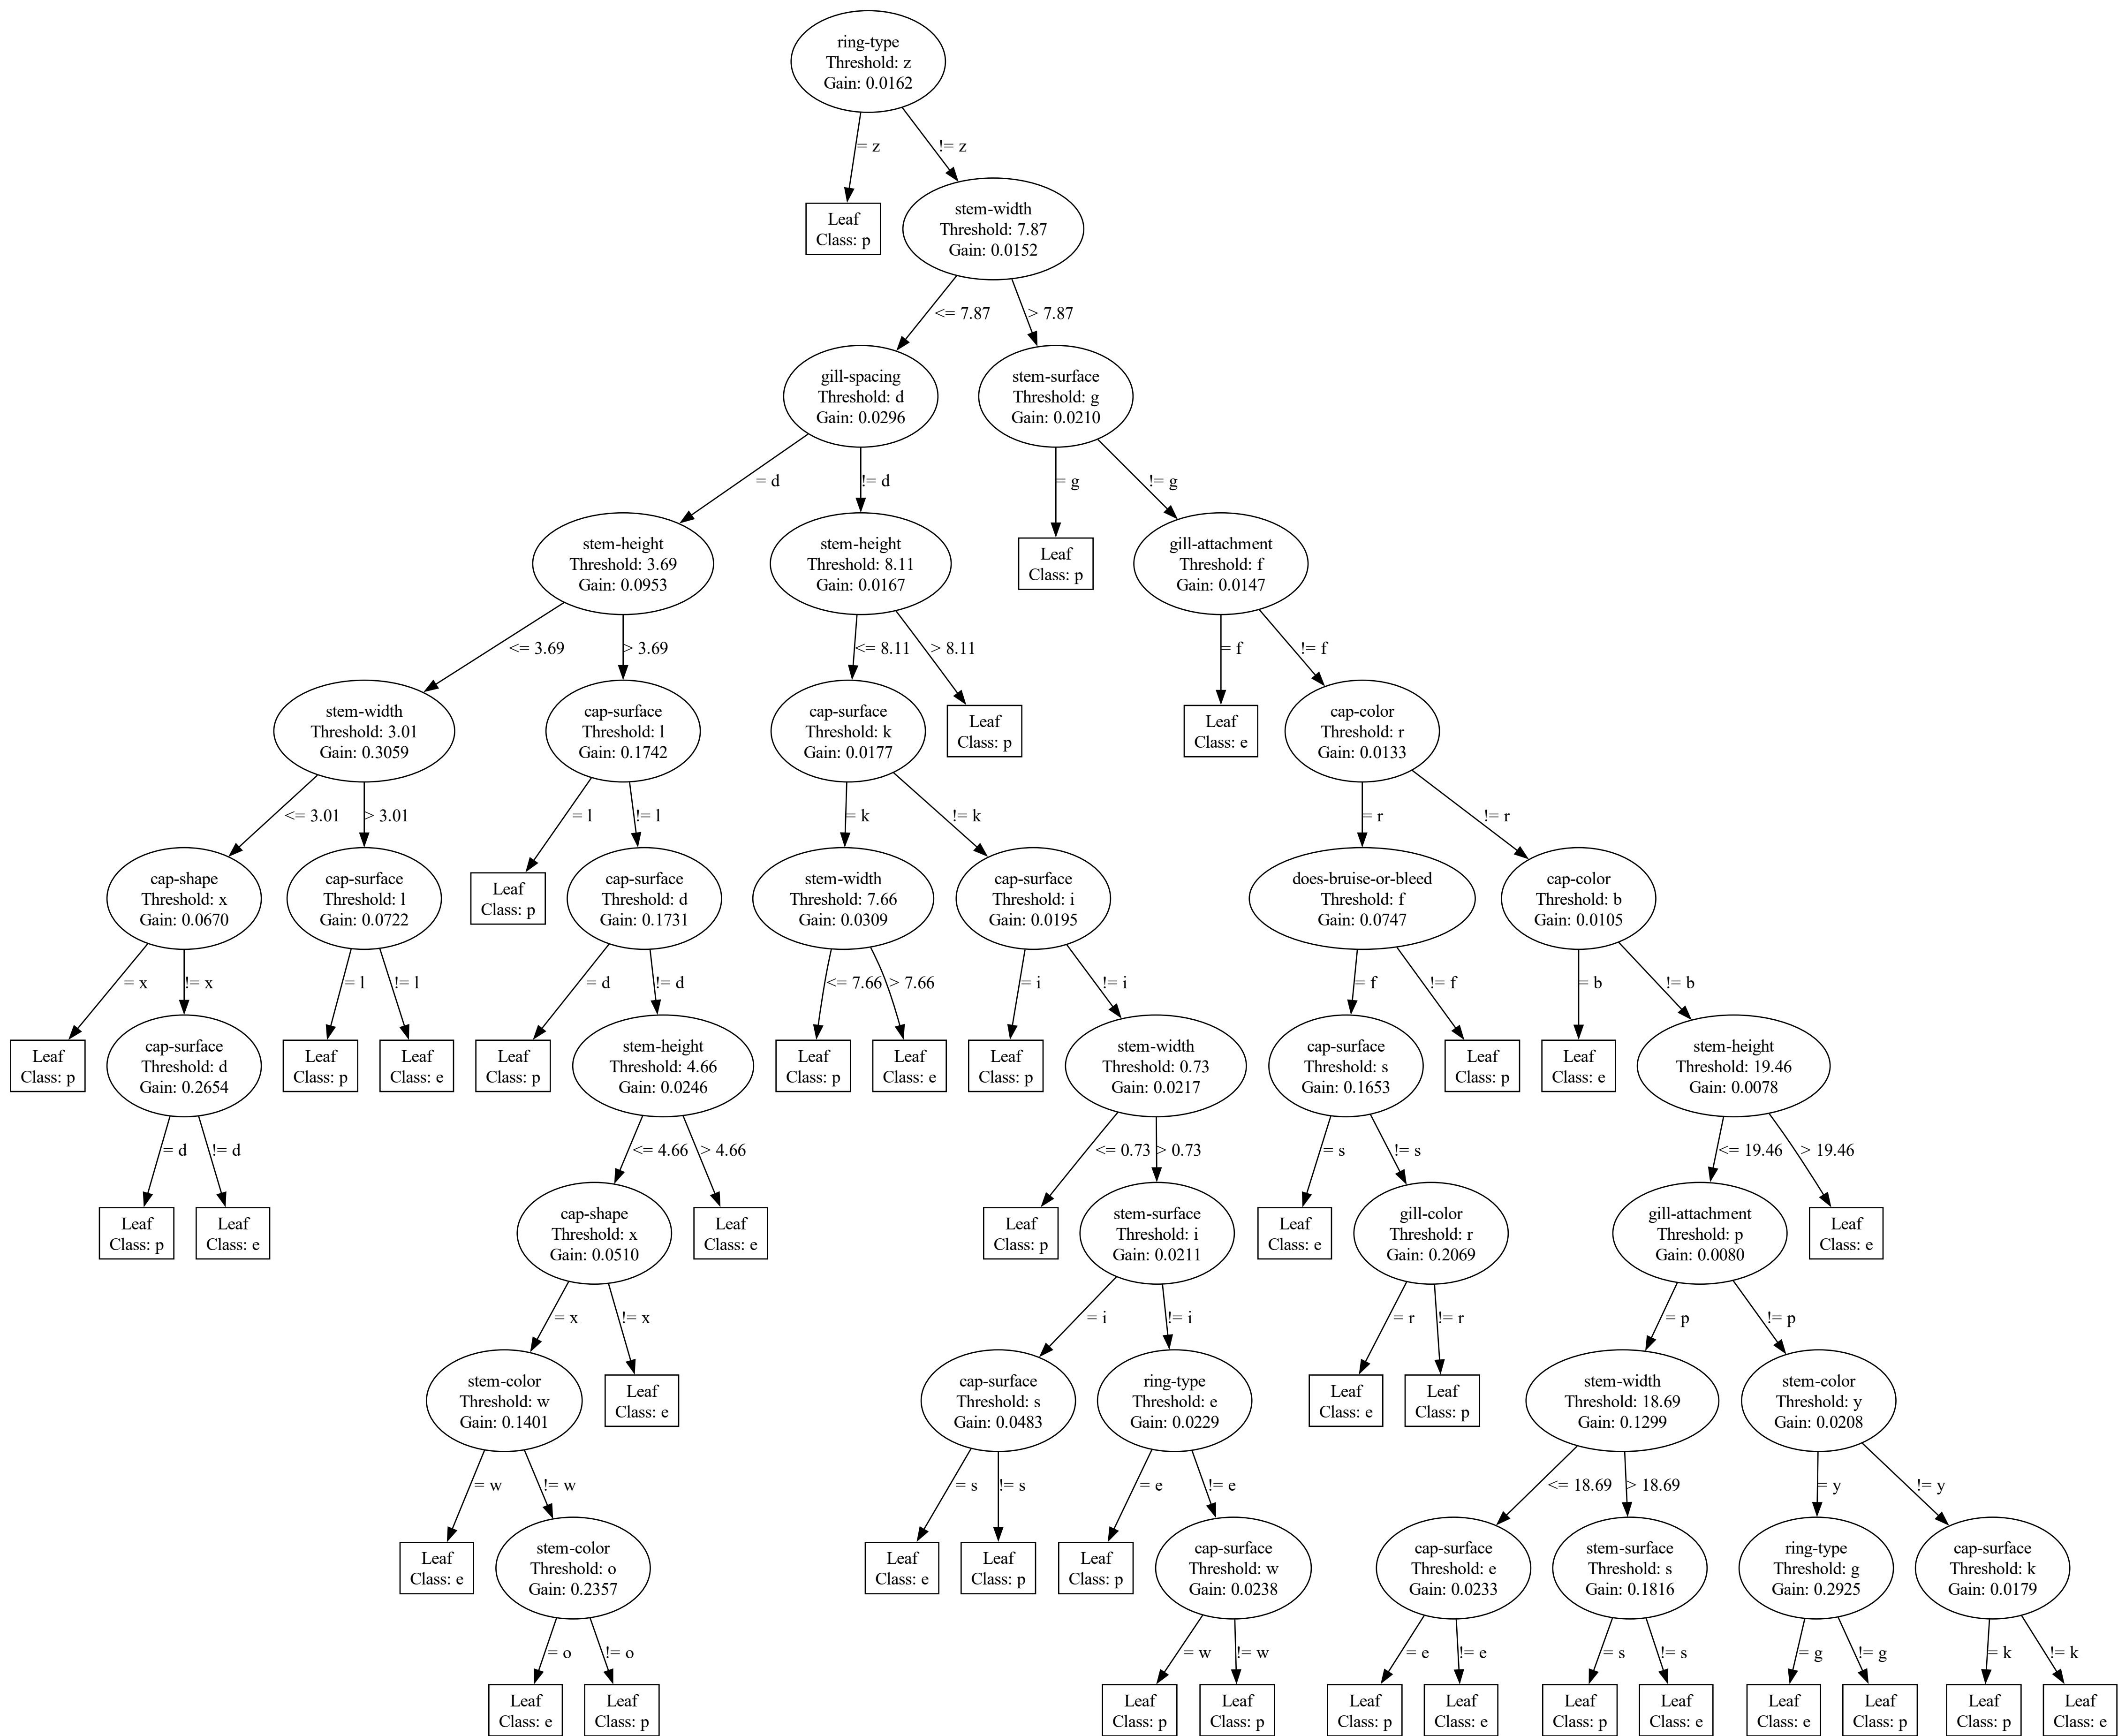 ring-type
Threshold: z
Gain: 0.0162
= z
!= z
Leaf
Class: p
stem-width
Threshold: 7.87
Gain: 0.0152
<= 7.87
> 7.87
gill-spacing
Threshold: d
Gain: 0.0296
stem-surface
Threshold: g
Gain: 0.0210
= d
!= d
= g
!= g
stem-height
Threshold: 3.69
Gain: 0.0953
stem-height
Threshold: 8.11
Gain: 0.0167
Leaf
Class: p
gill-attachment
Threshold: f
Gain: 0.0147
<= 3.69
> 3.69
<= 8.11
> 8.11
= f
!= f
stem-width
Threshold: 3.01
Gain: 0.3059
cap-surface
Threshold: l
Gain: 0.1742
cap-surface
Threshold: k
Gain: 0.0177
Leaf
Class: p
Leaf
Class: e
cap-color
Threshold: r
Gain: 0.0133
<= 3.01
> 3.01
= l
!= l
= k
!= k
= r
!= r
cap-shape
Threshold: x
Gain: 0.0670
cap-surface
Threshold: l
Gain: 0.0722
Leaf
Class: p
cap-surface
Threshold: d
Gain: 0.1731
stem-width
Threshold: 7.66
Gain: 0.0309
cap-surface
Threshold: i
Gain: 0.0195
does-bruise-or-bleed
Threshold: f
Gain: 0.0747
cap-color
Threshold: b
Gain: 0.0105
= x
!= x
= l
!= l
= d
!= d
<= 7.66
> 7.66
= i
!= i
= f
!= f
= b
!= b
Leaf
Class: p
cap-surface
Threshold: d
Gain: 0.2654
Leaf
Class: p
Leaf
Class: e
Leaf
Class: p
stem-height
Threshold: 4.66
Gain: 0.0246
Leaf
Class: p
Leaf
Class: e
Leaf
Class: p
stem-width
Threshold: 0.73
Gain: 0.0217
cap-surface
Threshold: s
Gain: 0.1653
Leaf
Class: p
Leaf
Class: e
stem-height
Threshold: 19.46
Gain: 0.0078
= d
!= d
<= 4.66
> 4.66
<= 0.73
> 0.73
= s
!= s
<= 19.46
> 19.46
Leaf
Class: p
Leaf
Class: e
cap-shape
Threshold: x
Gain: 0.0510
Leaf
Class: e
Leaf
Class: p
stem-surface
Threshold: i
Gain: 0.0211
Leaf
Class: e
gill-color
Threshold: r
Gain: 0.2069
gill-attachment
Threshold: p
Gain: 0.0080
Leaf
Class: e
= x
!= x
= i
!= i
= r
!= r
= p
!= p
stem-color
Threshold: w
Gain: 0.1401
Leaf
Class: e
cap-surface
Threshold: s
Gain: 0.0483
ring-type
Threshold: e
Gain: 0.0229
Leaf
Class: e
Leaf
Class: p
stem-width
Threshold: 18.69
Gain: 0.1299
stem-color
Threshold: y
Gain: 0.0208
= w
!= w
= s
!= s
= e
!= e
<= 18.69
> 18.69
= y
!= y
Leaf
Class: e
stem-color
Threshold: o
Gain: 0.2357
Leaf
Class: e
Leaf
Class: p
Leaf
Class: p
cap-surface
Threshold: w
Gain: 0.0238
cap-surface
Threshold: e
Gain: 0.0233
stem-surface
Threshold: s
Gain: 0.1816
ring-type
Threshold: g
Gain: 0.2925
cap-surface
Threshold: k
Gain: 0.0179
= o
!= o
= w
!= w
= e
!= e
= s
!= s
= g
!= g
= k
!= k
Leaf
Class: e
Leaf
Class: p
Leaf
Class: p
Leaf
Class: p
Leaf
Class: p
Leaf
Class: e
Leaf
Class: p
Leaf
Class: e
Leaf
Class: e
Leaf
Class: p
Leaf
Class: p
Leaf
Class: e